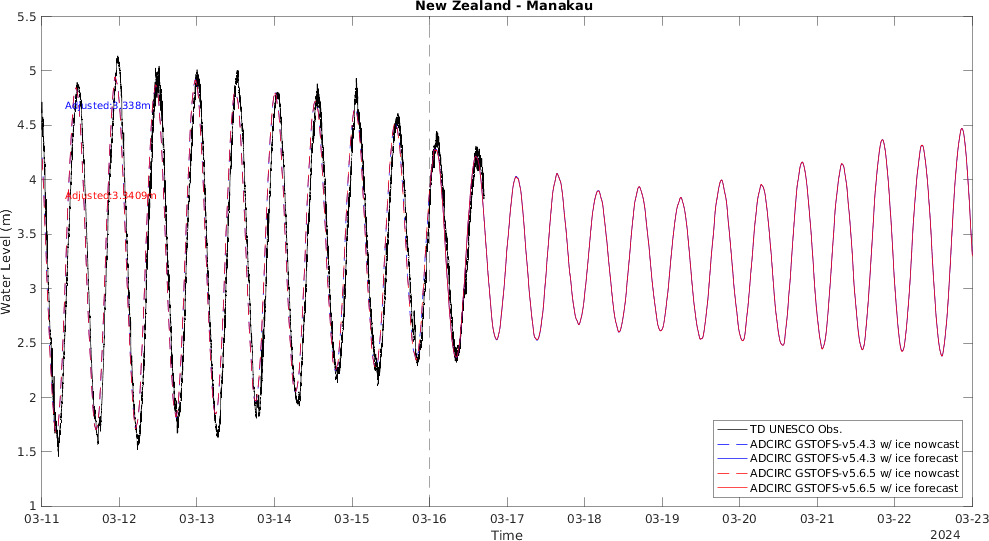 New Zealand - Manakau
5.5
5
4.5
4
3.5
3
2.5
2
1.5
1
Water Level (m)
Adjusted:3.338m
Adjusted:3.3409m
TD UNESCO Obs.
ADCIRC GSTOFS-v5.4.3 w/ ice nowcast
ADCIRC GSTOFS-v5.4.3 w/ ice forecast
ADCIRC GSTOFS-v5.6.5 w/ ice nowcast
ADCIRC GSTOFS-v5.6.5 w/ ice forecast
03-11 03-12 03-13 03-14 03-15 03-16 03-17 03-18 03-19 03-20 03-21 03-22 03-23
Time
2024